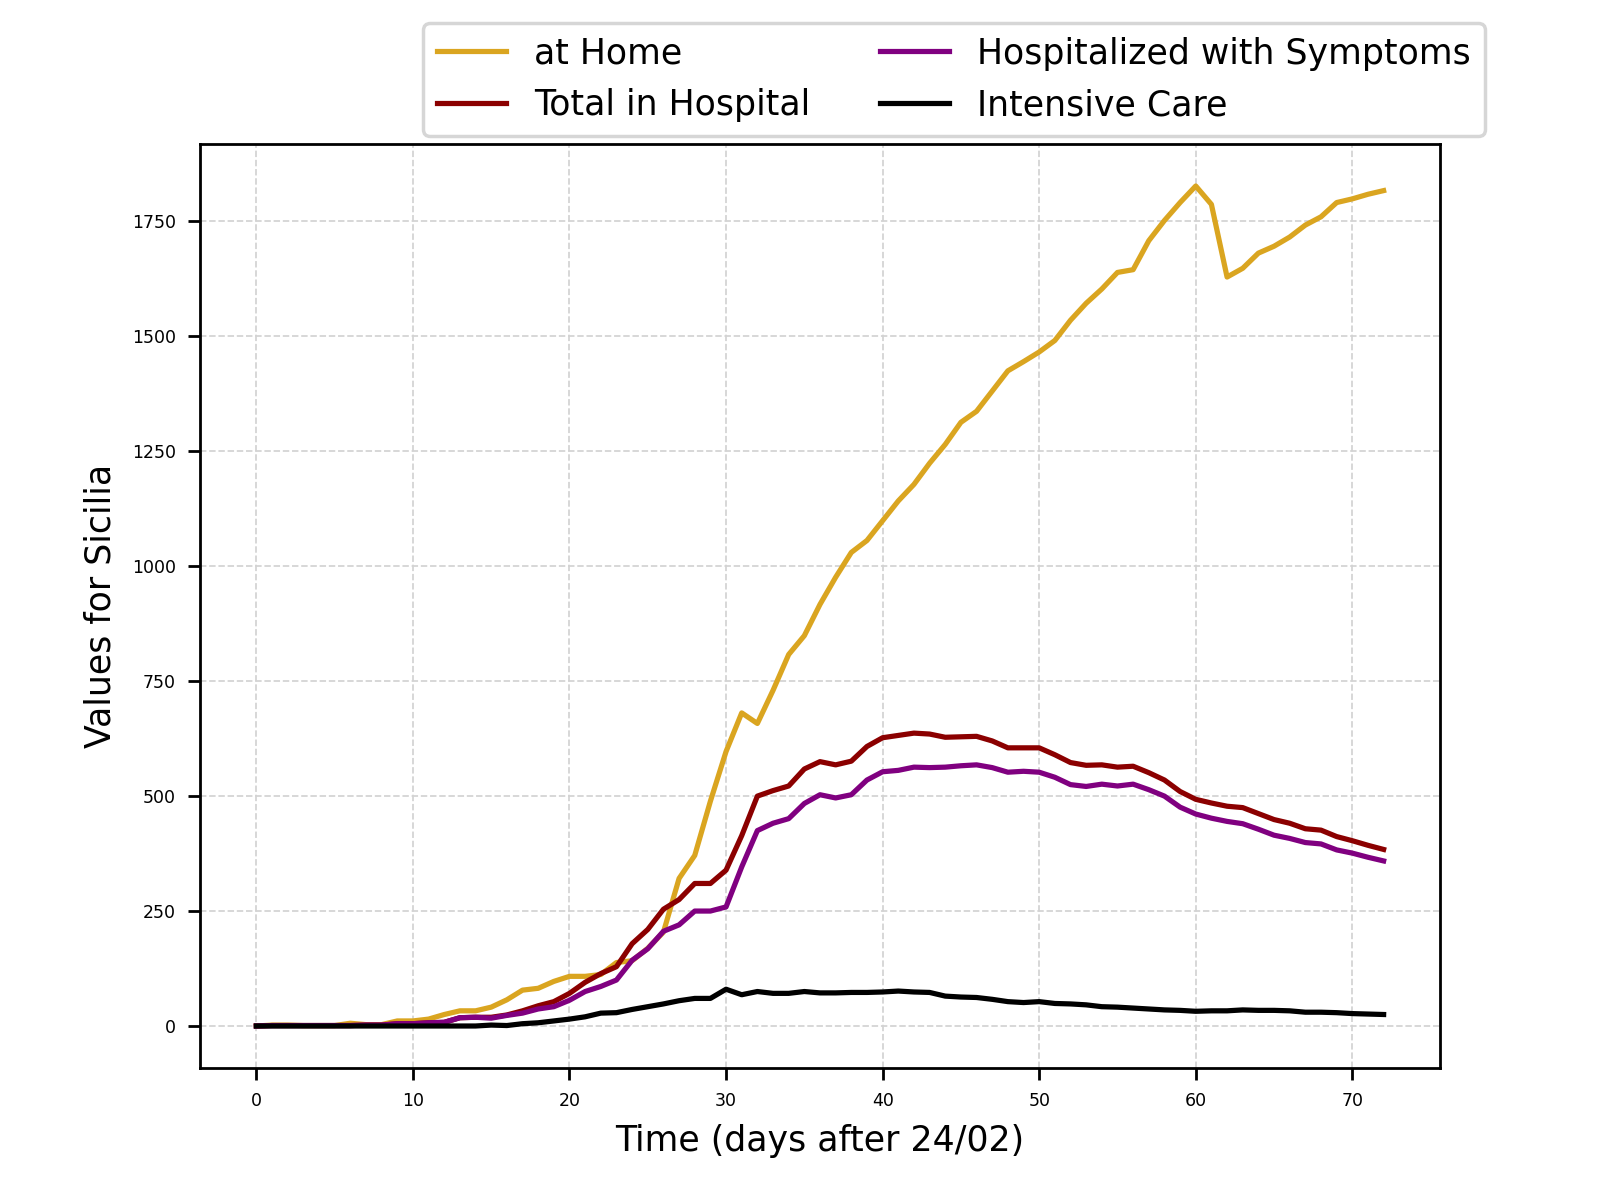 at Home
Total in Hospital
Hospitalized with Symptoms
Intensive Care
1750
1500
1250
1000
750
500
250
0
Values for Sicilia
0 10 20 30 40 50 60 70
Time (days after 24/02)